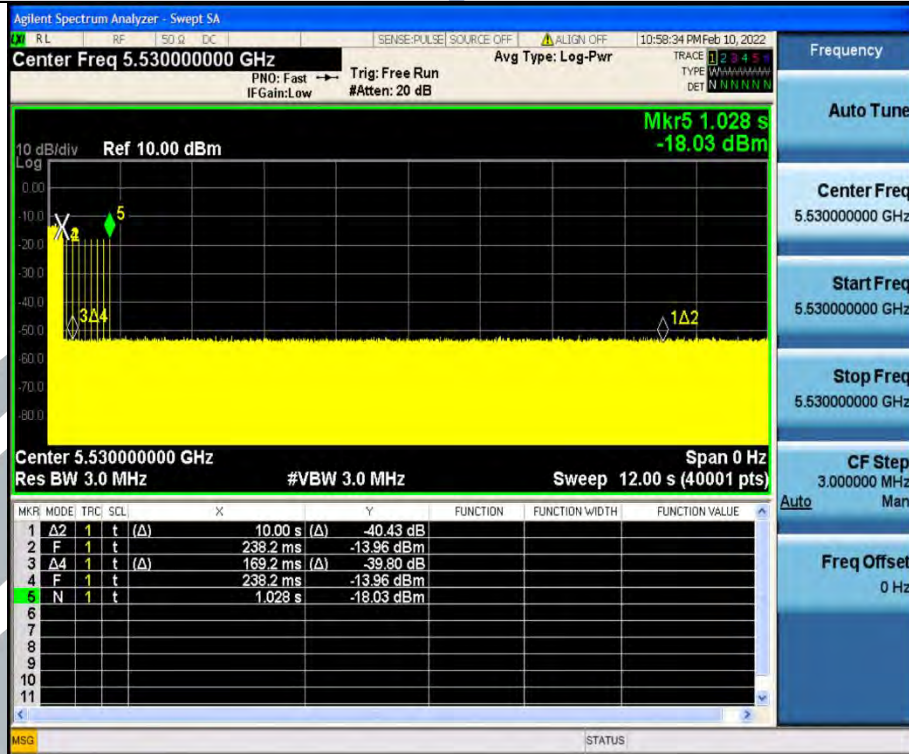 Agilent Spectrum Analyzer - Swept SA
LXI RL RF 50 Ω DC SENSE:PULSE SOURCE OFF ALIGN OFF 10:58:34 PM Feb 10, 2022
Center Freq 5.530000000 GHz Avg Type: Log-Pwr TRACE 1 2 3 4 5 6
PNO: Fast Trig: Free Run TYPE WWWWWW
IFGain:Low #Atten: 20 dB DET N N N N N N
Mkr5 1.028 s
-18.03 dBm
10 dB/div Ref 10.00 dBm
Log
0.00
-10.0
-20.0
-30.0
-40.0
-50.0
-60.0
-70.0
-80.0
5
2
3Δ4
1Δ2
Center 5.530000000 GHz Span 0 Hz
Res BW 3.0 MHz #VBW 3.0 MHz Sweep 12.00 s (40001 pts)
MKR MODE TRC SCL X Y FUNCTION FUNCTION WIDTH FUNCTION VALUE
1 Δ2 1 t (Δ) 10.00 s (Δ) -40.43 dB
2 F 1 t 238.2 ms -13.96 dBm
3 Δ4 1 t (Δ) 169.2 ms (Δ) -39.80 dB
4 F 1 t 238.2 ms -13.96 dBm
5 N 1 t 1.028 s -18.03 dBm
6
7
8
9
10
11
MSG STATUS
Frequency
Auto Tune
Center Freq
5.530000000 GHz
Start Freq
5.530000000 GHz
Stop Freq
5.530000000 GHz
CF Step
3.000000 MHz
Auto Man
Freq Offset
0 Hz